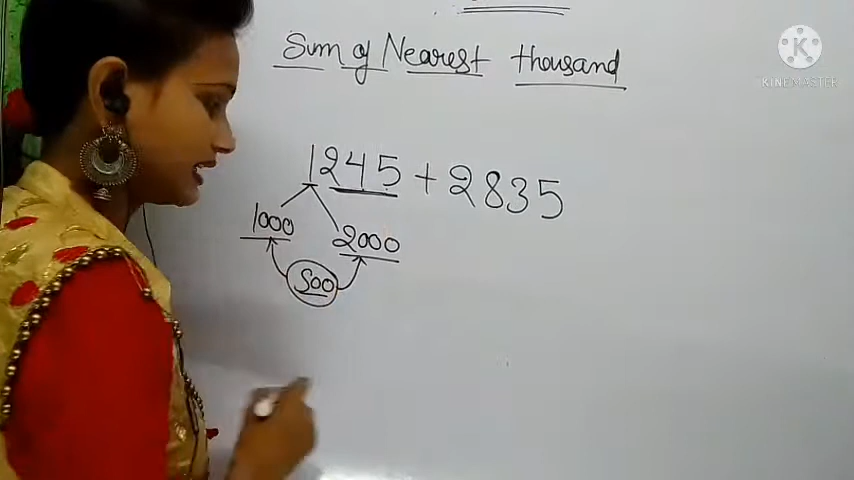 Sum of Nearest thousand
K
KINEMASTER
1245 + 2835
1000 2000
500